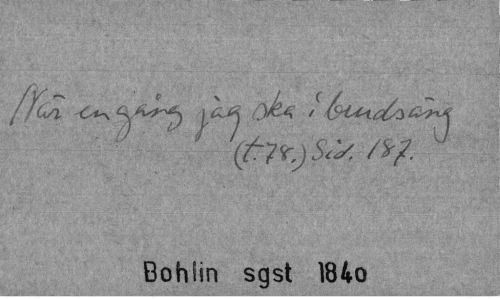 När en gång jag ska i brudsäng
(t.78.) Sid. 187.
Bohlin sgst 1840